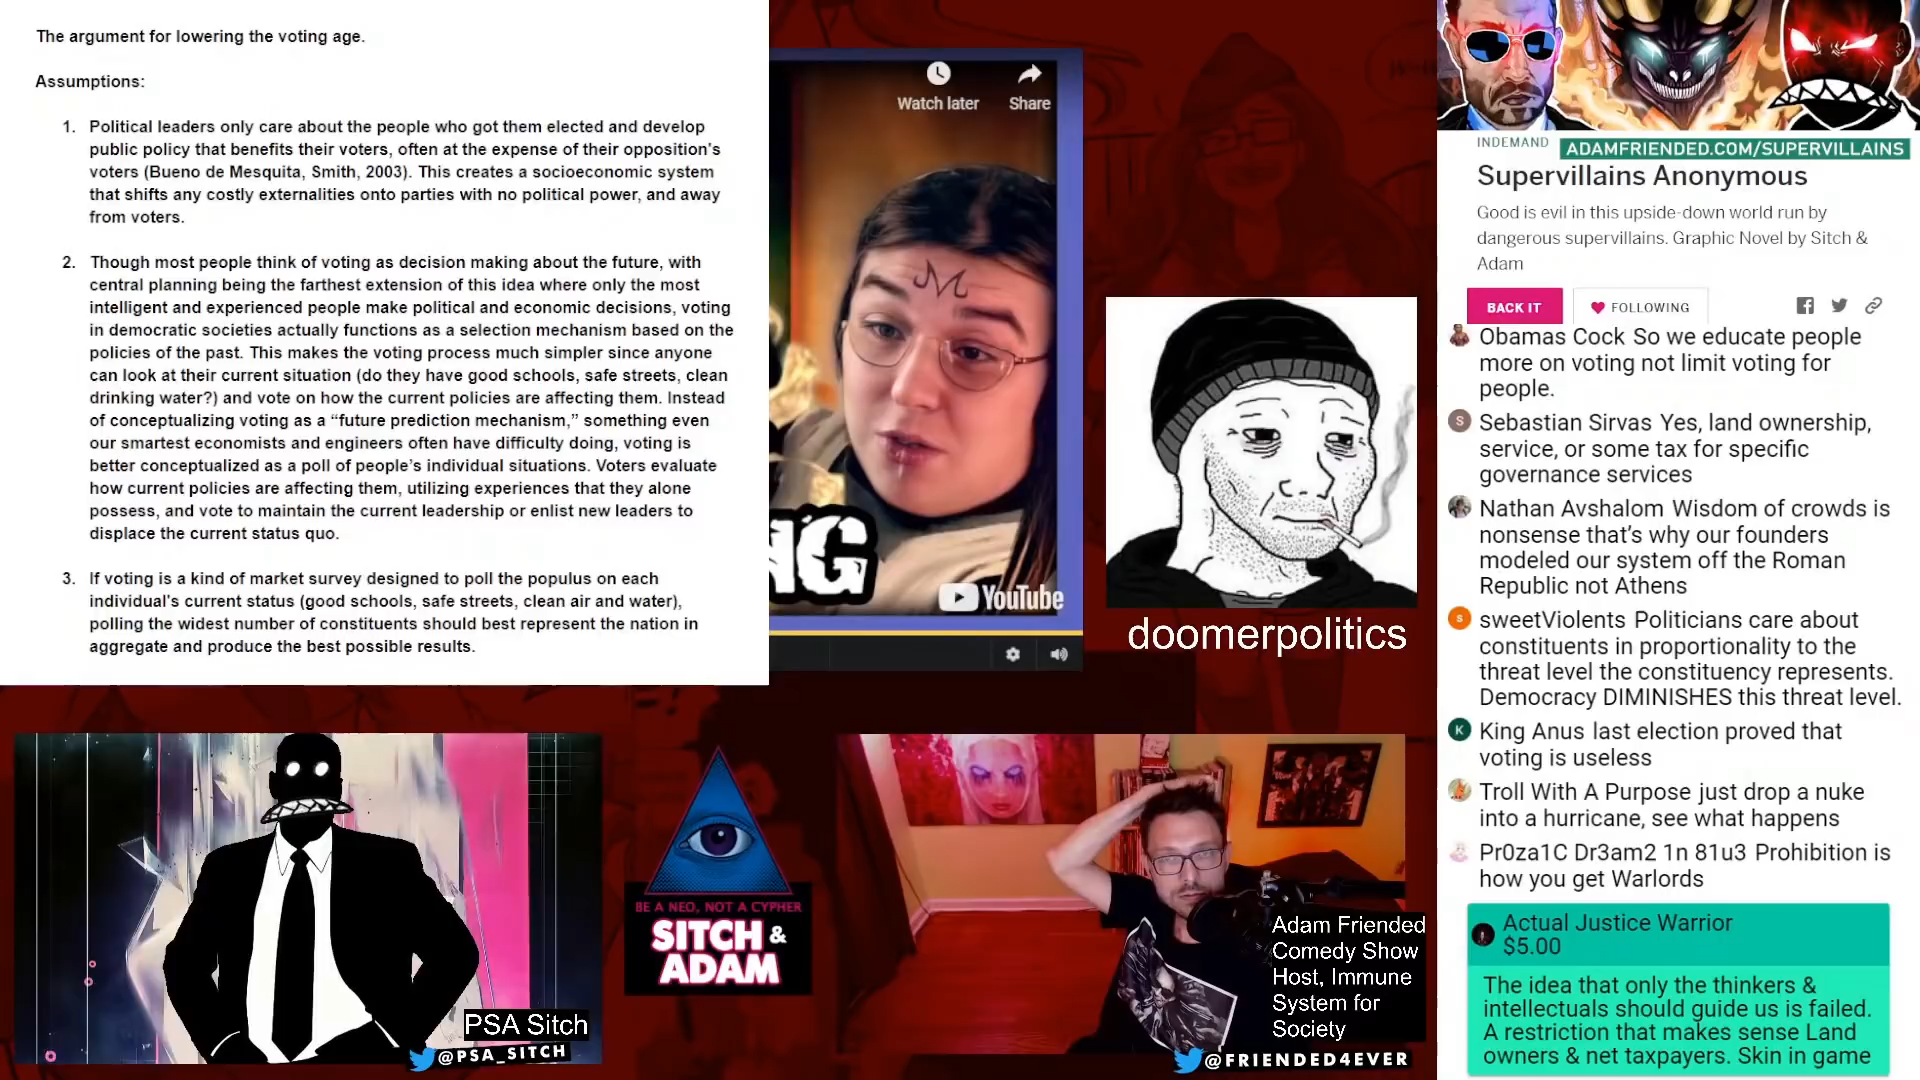 The argument for lowering the voting age.
Assumptions:
1. Political leaders only care about the people who got them elected and develop
public policy that benefits their voters, often at the expense of their opposition's
voters (Bueno de Mesquita, Smith, 2003). This creates a socioeconomic system
that shifts any costly externalities onto parties with no political power, and away
from voters.
2. Though most people think of voting as decision making about the future, with
central planning being the farthest extension of this idea where only the most
intelligent and experienced people make political and economic decisions, voting
in democratic societies actually functions as a selection mechanism based on the
policies of the past. This makes the voting process much simpler since anyone
can look at their current situation (do they have good schools, safe streets, clean
drinking water?) and vote on how the current policies are affecting them. Instead
of conceptualizing voting as a “future prediction mechanism,” something even
our smartest economists and engineers often have difficulty doing, voting is
better conceptualized as a poll of people’s individual situations. Voters evaluate
how current policies are affecting them, utilizing experiences that they alone
possess, and vote to maintain the current leadership or enlist new leaders to
displace the current status quo.
3. If voting is a kind of market survey designed to poll the populus on each
individual's current status (good schools, safe streets, clean air and water),
polling the widest number of constituents should best represent the nation in
aggregate and produce the best possible results.
Watch later
Share
NG
YouTube
doomerpolitics
PSA Sitch
@PSA_SITCH
BE A NEO, NOT A CYPHER
SITCH &
ADAM
Adam Friended
Comedy Show
Host, Immune
System for
Society
@FRIENDED4EVER
INDEMAND
ADAMFRIENDED.COM/SUPERVILLAINS
Supervillains Anonymous
Good is evil in this upside-down world run by
dangerous supervillains. Graphic Novel by Sitch &
Adam
BACK IT
FOLLOWING
Obamas Cock So we educate people
more on voting not limit voting for
people.
S
Sebastian Sirvas Yes, land ownership,
service, or some tax for specific
governance services
Nathan Avshalom Wisdom of crowds is
nonsense that’s why our founders
modeled our system off the Roman
Republic not Athens
s
sweetViolents Politicians care about
constituents in proportionality to the
threat level the constituency represents.
Democracy DIMINISHES this threat level.
K
King Anus last election proved that
voting is useless
Troll With A Purpose just drop a nuke
into a hurricane, see what happens
Pr0za1C Dr3am2 1n 81u3 Prohibition is
how you get Warlords
Actual Justice Warrior
$5.00
The idea that only the thinkers &
intellectuals should guide us is failed.
A restriction that makes sense Land
owners & net taxpayers. Skin in game